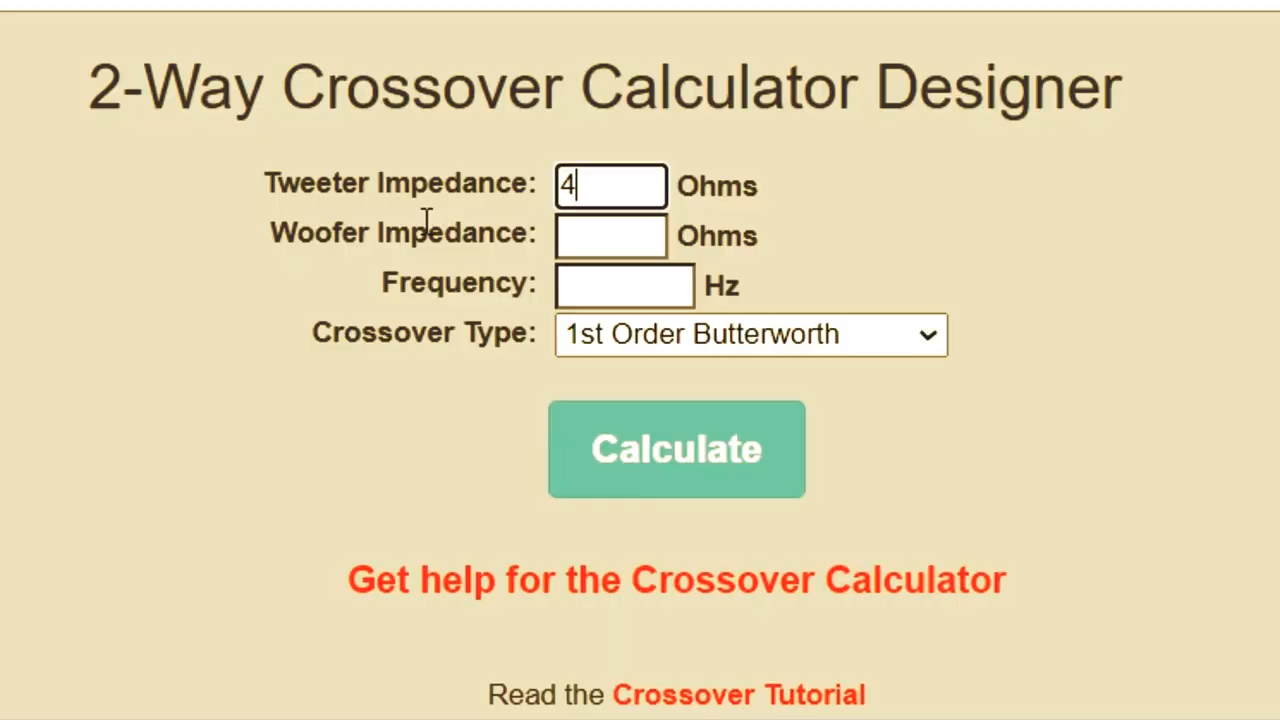 2-Way Crossover Calculator Designer
Tweeter Impedance: 4 Ohms
Woofer Impedance: Ohms
Frequency: Hz
Crossover Type: 1st Order Butterworth
Calculate
Get help for the Crossover Calculator
Read the Crossover Tutorial